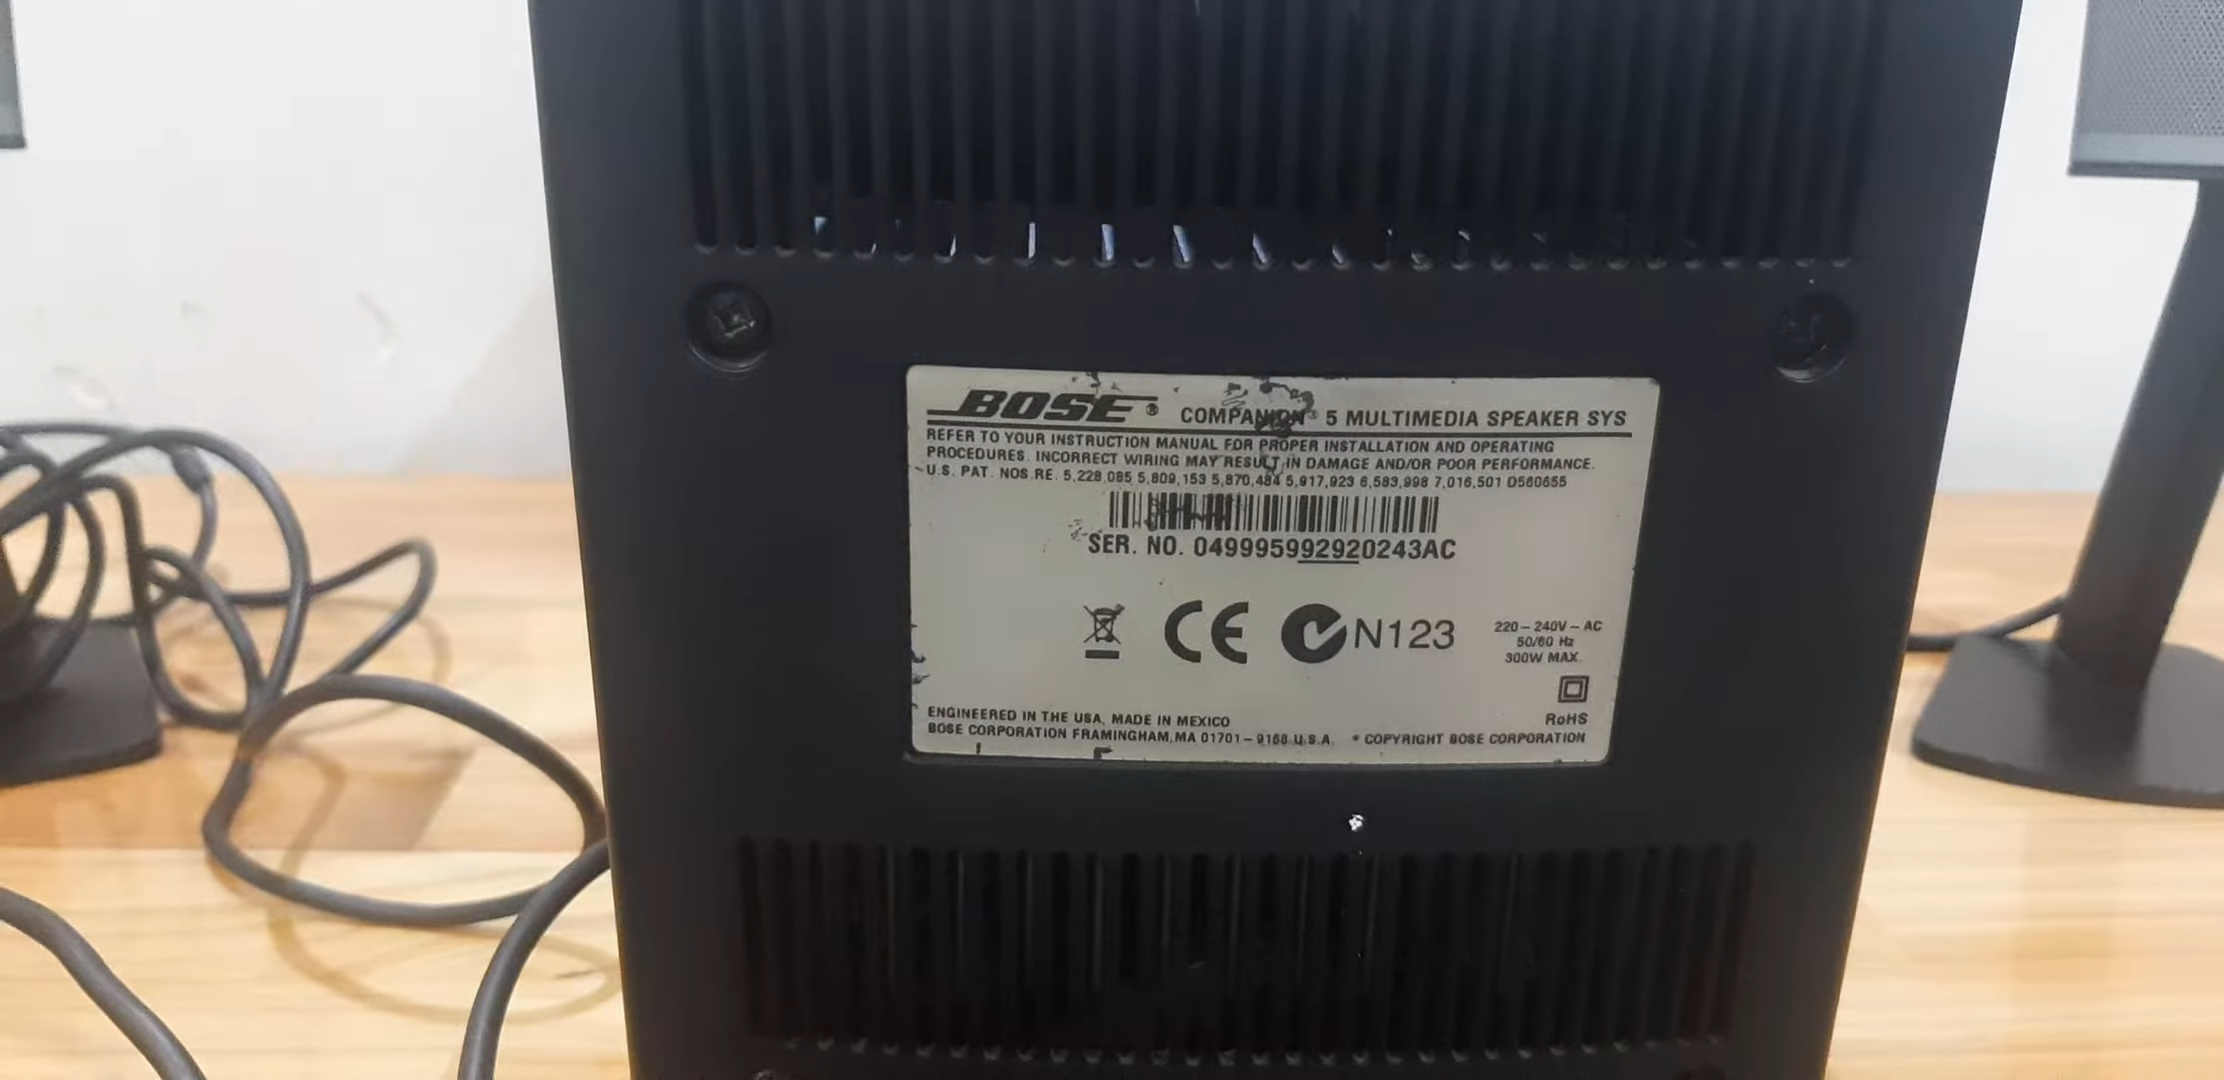 BOSE® COMPANION® 5 MULTIMEDIA SPEAKER SYS
REFER TO YOUR INSTRUCTION MANUAL FOR PROPER INSTALLATION AND OPERATING
PROCEDURES. INCORRECT WIRING MAY RESULT IN DAMAGE AND/OR POOR PERFORMANCE.
U.S. PAT. NOS.RE. 5,228,085 5,809,153 5,870,484 5,917,923 6,583,998 7,016,501 D560655
SER. NO. 049995992920243AC
CE N123
220-240V~AC
50/60 Hz
300W MAX.
RoHS
ENGINEERED IN THE USA, MADE IN MEXICO
BOSE CORPORATION FRAMINGHAM,MA 01701-9168 U.S.A. © COPYRIGHT BOSE CORPORATION